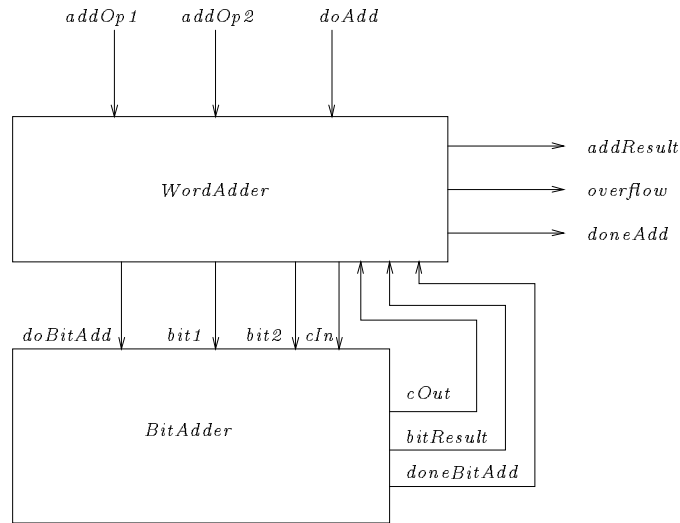 addOp1 addOp2 doAdd
addResult
WordAdder overflow
doneAdd
doBitAdd bit1 bit2 cIn
cOut
BitAdder
bitResult
doneBitAdd